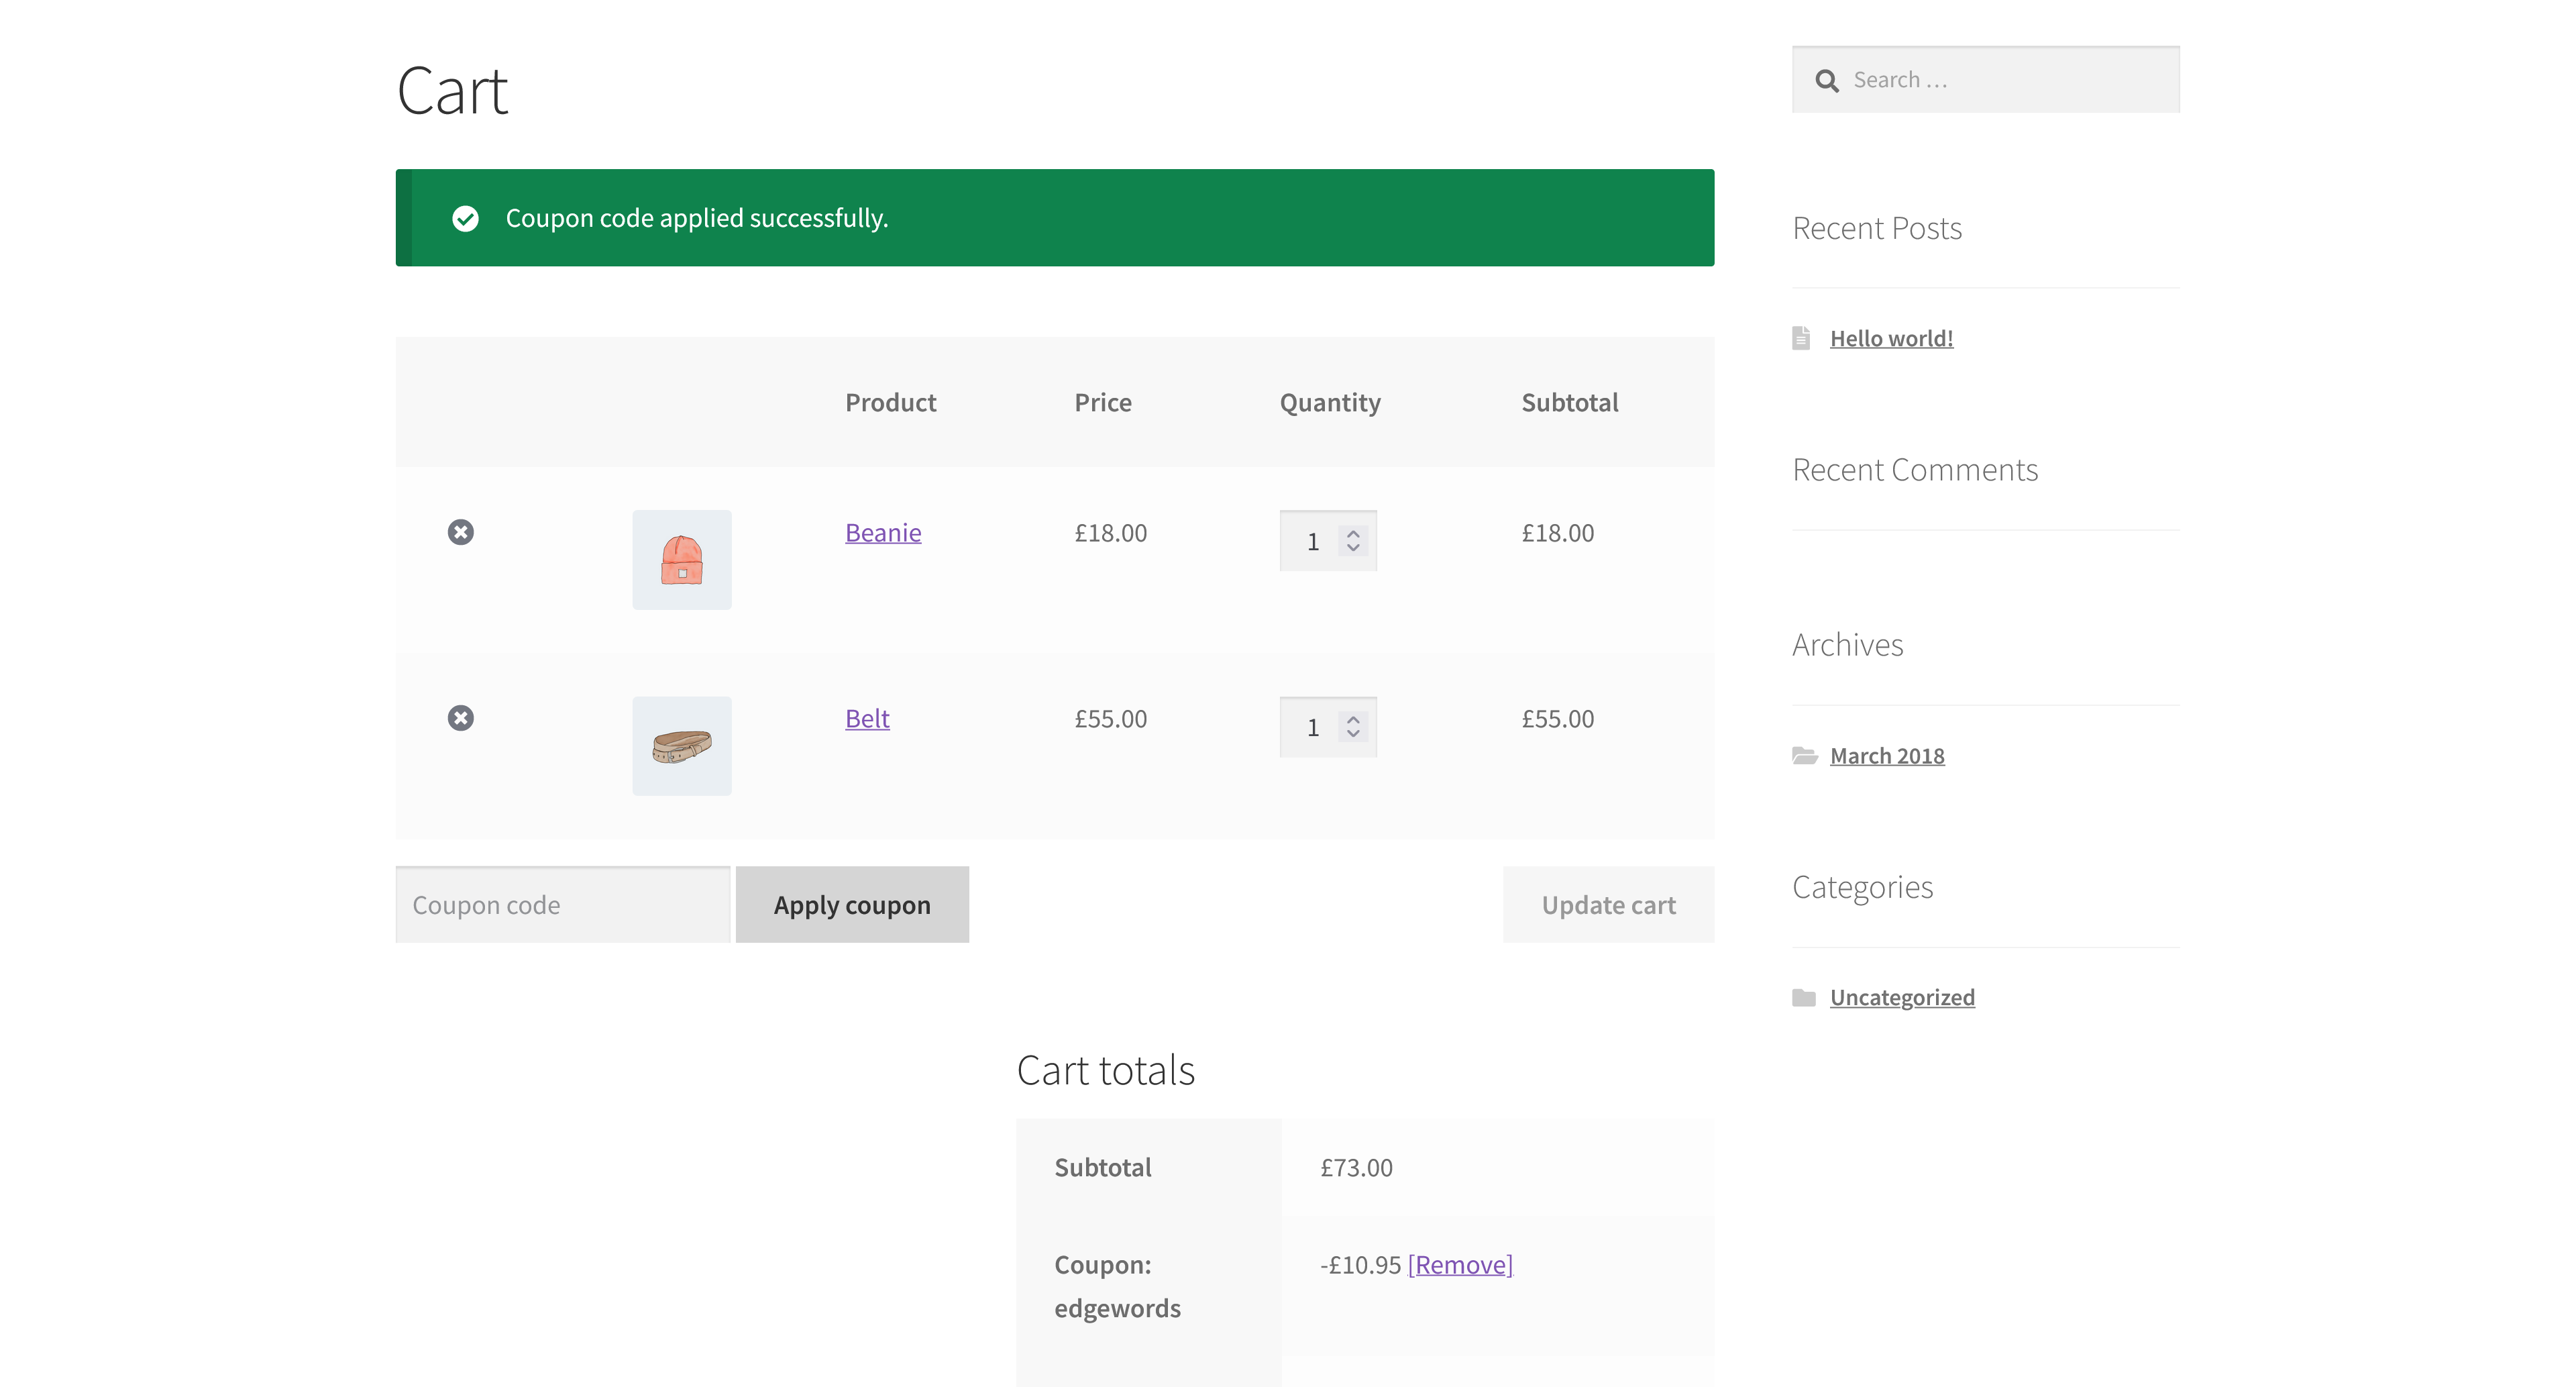 Cart
Search …
Coupon code applied successfully.
Recent Posts
Hello world!
Product Price Quantity Subtotal
Recent Comments
Beanie £18.00 1 £18.00
Archives
Belt £55.00 1 £55.00
March 2018
Categories
Coupon code Apply coupon Update cart
Uncategorized
Cart totals
Subtotal £73.00
Coupon: -£10.95 [Remove]
edgewords